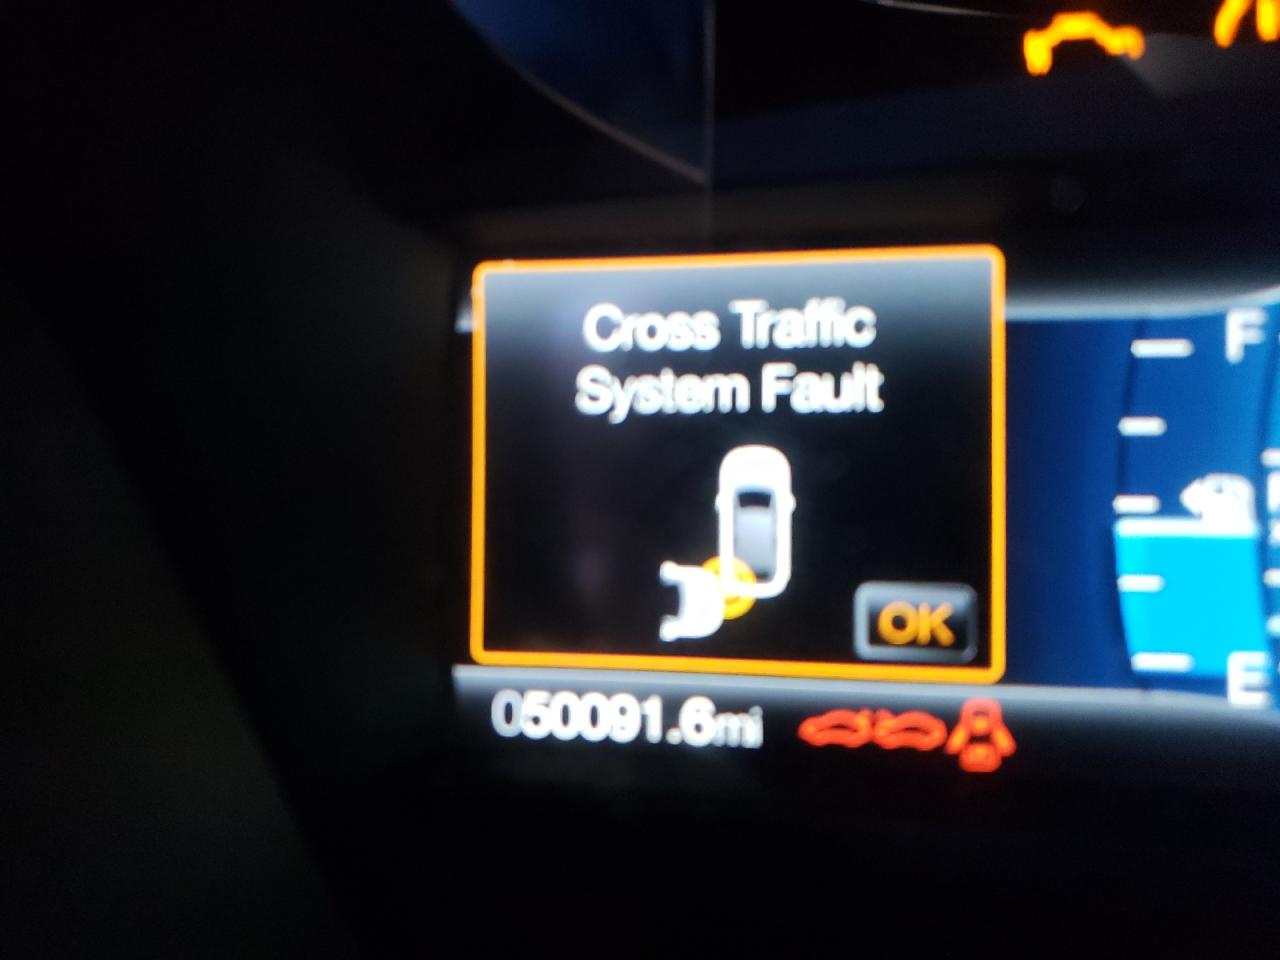 Cross Traffic
System Fault
OK
050091.6mi
F
E